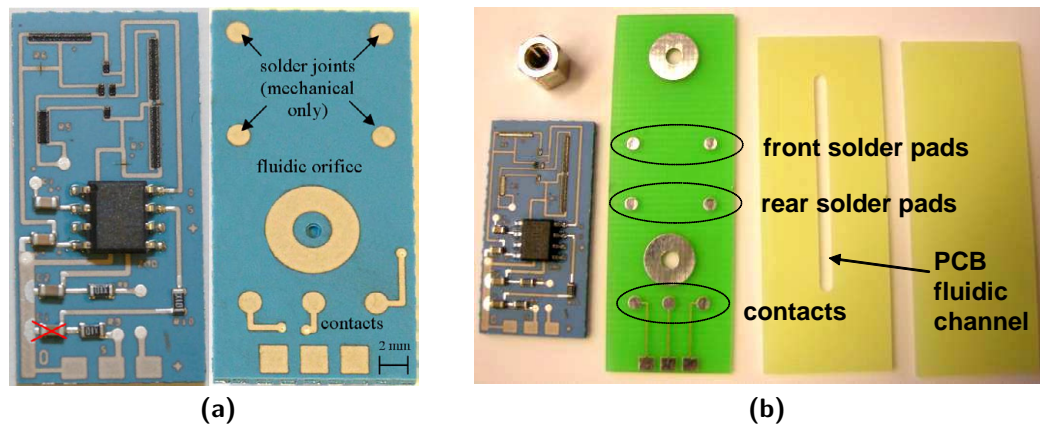 solder joints
(mechanical
only)
fluidic orifice
contacts
2 mm
(a)
front solder pads
rear solder pads
PCB
fluidic
channel
contacts
(b)